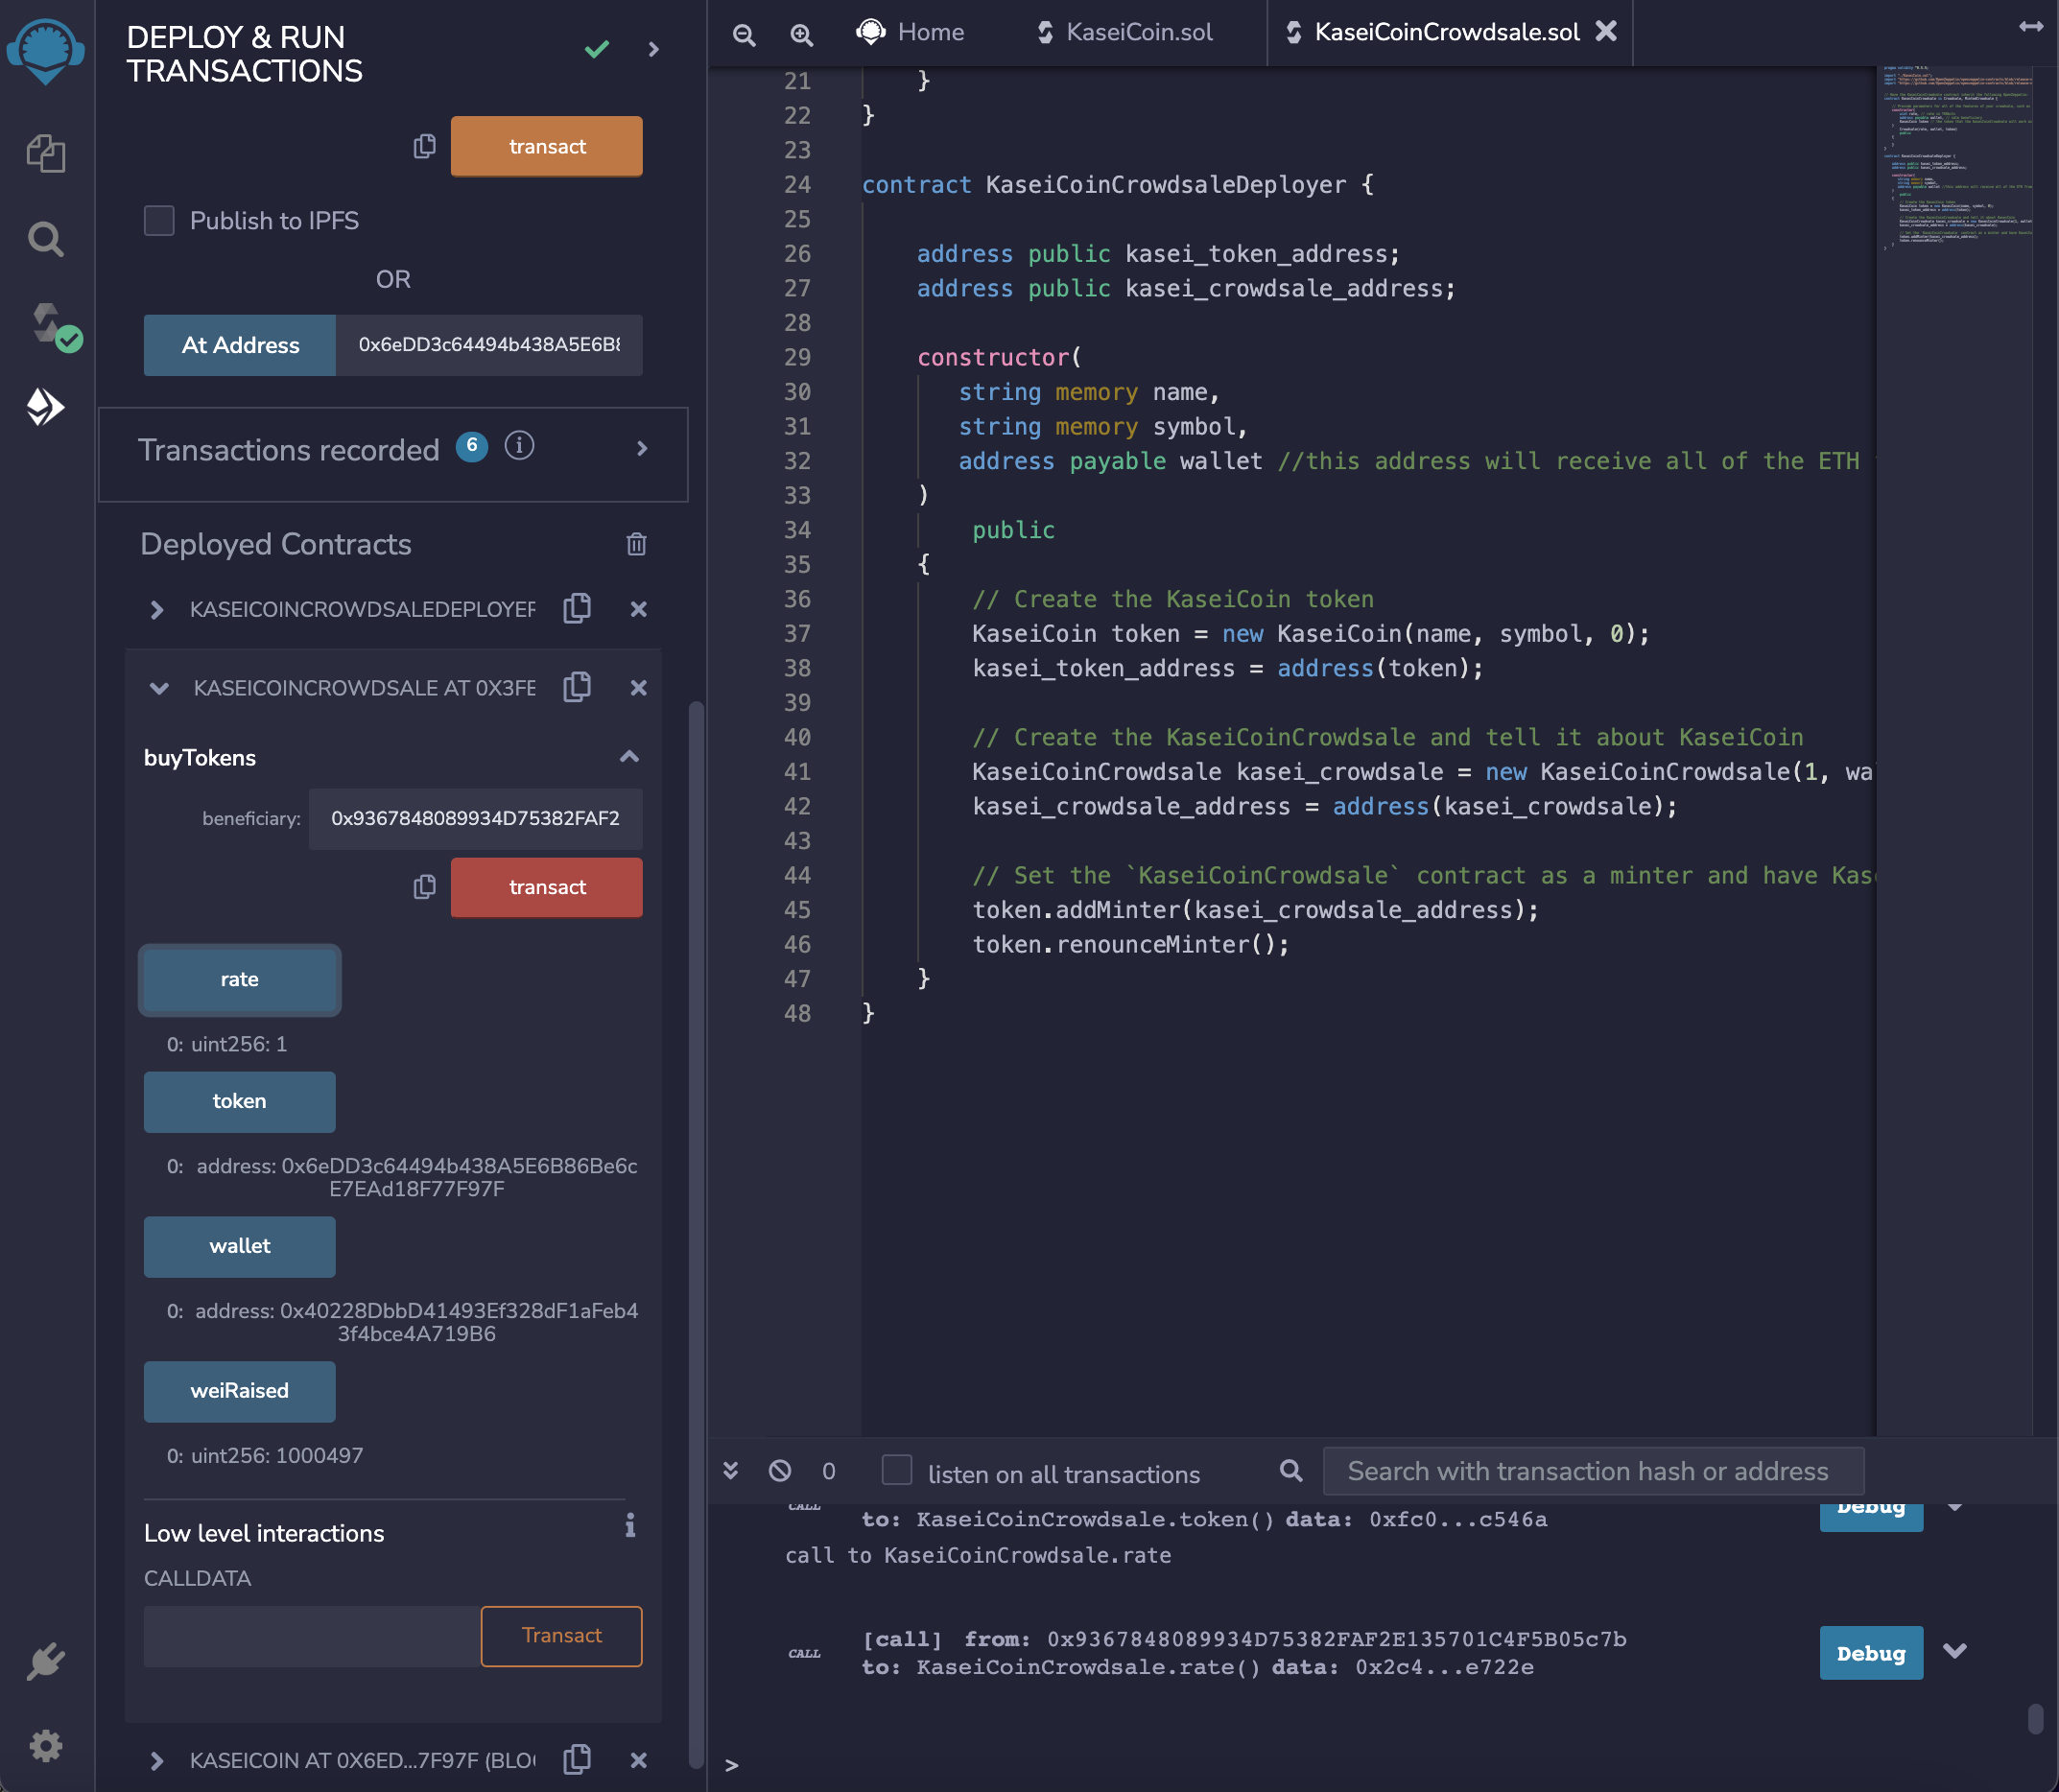 DEPLOY & RUN
TRANSACTIONS
transact
Publish to IPFS
OR
At Address
0x6eDD3c64494b438A5E6B8
Transactions recorded 6
Deployed Contracts
KASEICOINCROWDSALEDEPLOYER
KASEICOINCROWDSALE AT 0X3FE
buyTokens
beneficiary: 0x9367848089934D75382FAF2
transact
rate
0: uint256: 1
token
0: address: 0x6eDD3c64494b438A5E6B86Be6c
E7EAd18F77F97F
wallet
0: address: 0x40228DbbD41493Ef328dF1aFeb4
3f4bce4A719B6
weiRaised
0: uint256: 1000497
Low level interactions
CALLDATA
Transact
KASEICOIN AT 0X6ED...7F97F (BLO
Home
KaseiCoin.sol
KaseiCoinCrowdsale.sol
21 }
22 }
23
24 contract KaseiCoinCrowdsaleDeployer {
25
26 address public kasei_token_address;
27 address public kasei_crowdsale_address;
28
29 constructor(
30 string memory name,
31 string memory symbol,
32 address payable wallet //this address will receive all of the ETH
33 )
34 public
35 {
36 // Create the KaseiCoin token
37 KaseiCoin token = new KaseiCoin(name, symbol, 0);
38 kasei_token_address = address(token);
39
40 // Create the KaseiCoinCrowdsale and tell it about KaseiCoin
41 KaseiCoinCrowdsale kasei_crowdsale = new KaseiCoinCrowdsale(1, wa
42 kasei_crowdsale_address = address(kasei_crowdsale);
43
44 // Set the `KaseiCoinCrowdsale` contract as a minter and have Kas
45 token.addMinter(kasei_crowdsale_address);
46 token.renounceMinter();
47 }
48 }
0
listen on all transactions
Search with transaction hash or address
CALL
to: KaseiCoinCrowdsale.token() data: 0xfc0...c546a
Debug
call to KaseiCoinCrowdsale.rate
CALL
[call] from: 0x9367848089934D75382FAF2E135701C4F5B05c7b
to: KaseiCoinCrowdsale.rate() data: 0x2c4...e722e
Debug
>